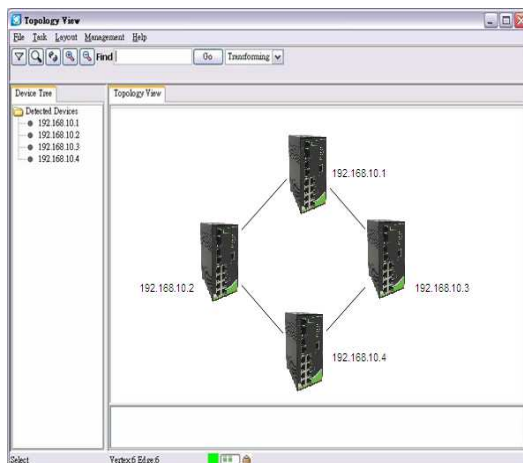 Topology View
File Task Layout Management Help
Find Go Transforming
Device Tree
Detected Devices
192.168.10.1
192.168.10.2
192.168.10.3
192.168.10.4
Topology View
192.168.10.1
192.168.10.2
192.168.10.3
192.168.10.4
Select Vertex:6 Edge:6